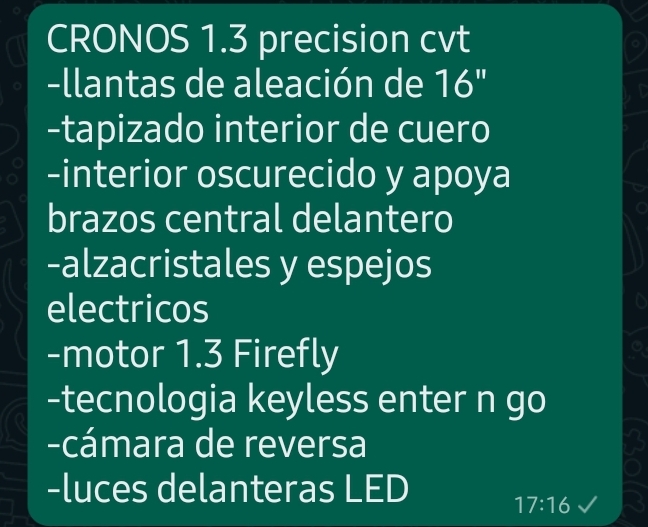 CRONOS 1.3 precision cvt
-llantas de aleación de 16"
-tapizado interior de cuero
-interior oscurecido y apoya
brazos central delantero
-alzacristales y espejos
electricos
-motor 1.3 Firefly
-tecnologia keyless enter n go
-cámara de reversa
-luces delanteras LED
17:16